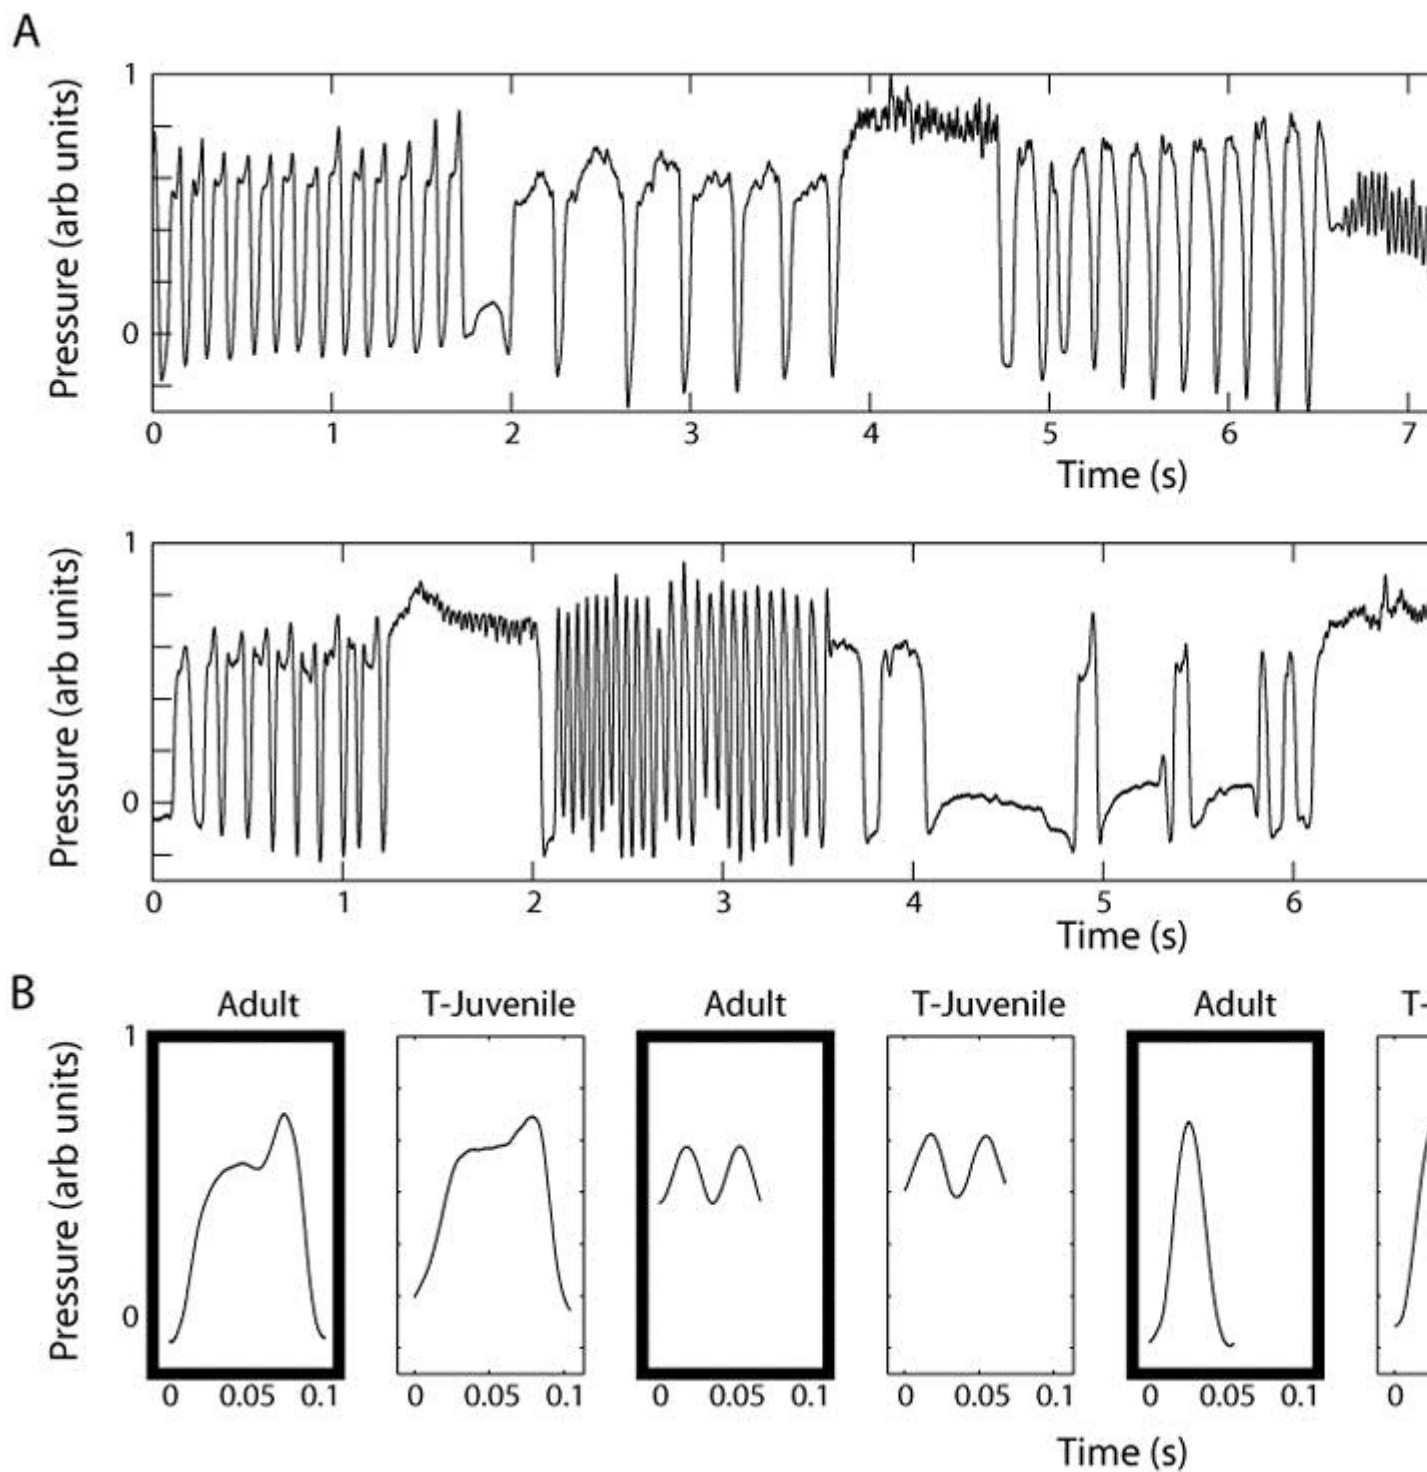 A
Pressure (arb units)
1
0
0 1 2 3 4 5 6 7
Time (s)
Pressure (arb units)
1
0
0 1 2 3 4 5 6
Time (s)
B
Adult T-Juvenile Adult T-Juvenile Adult T-
Pressure (arb units)
1
0
0 0.05 0.1 0 0.05 0.1 0 0.05 0.1 0 0.05 0.1 0 0.05 0.1 0
Time (s)